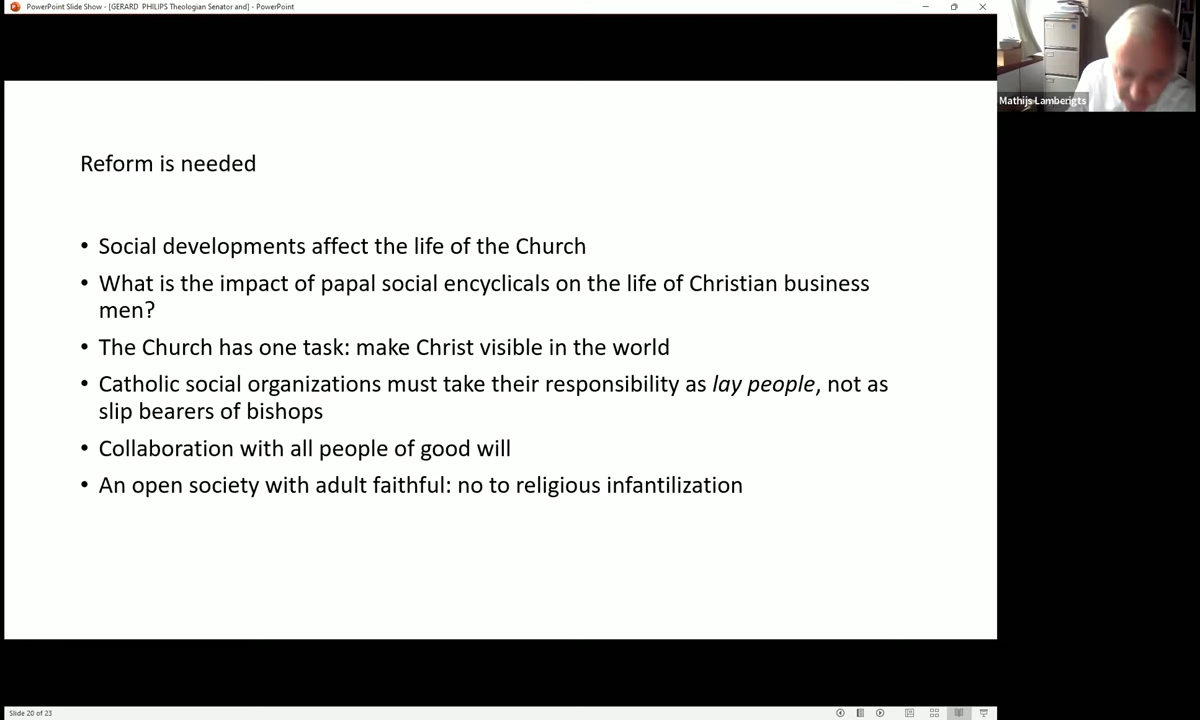 PowerPoint Slide Show - [GERARD PHILIPS Theologian Senator and] - PowerPoint
Mathijs Lamberigts
Reform is needed
• Social developments affect the life of the Church
• What is the impact of papal social encyclicals on the life of Christian business
men?
• The Church has one task: make Christ visible in the world
• Catholic social organizations must take their responsibility as lay people, not as
slip bearers of bishops
• Collaboration with all people of good will
• An open society with adult faithful: no to religious infantilization
Slide 20 of 23